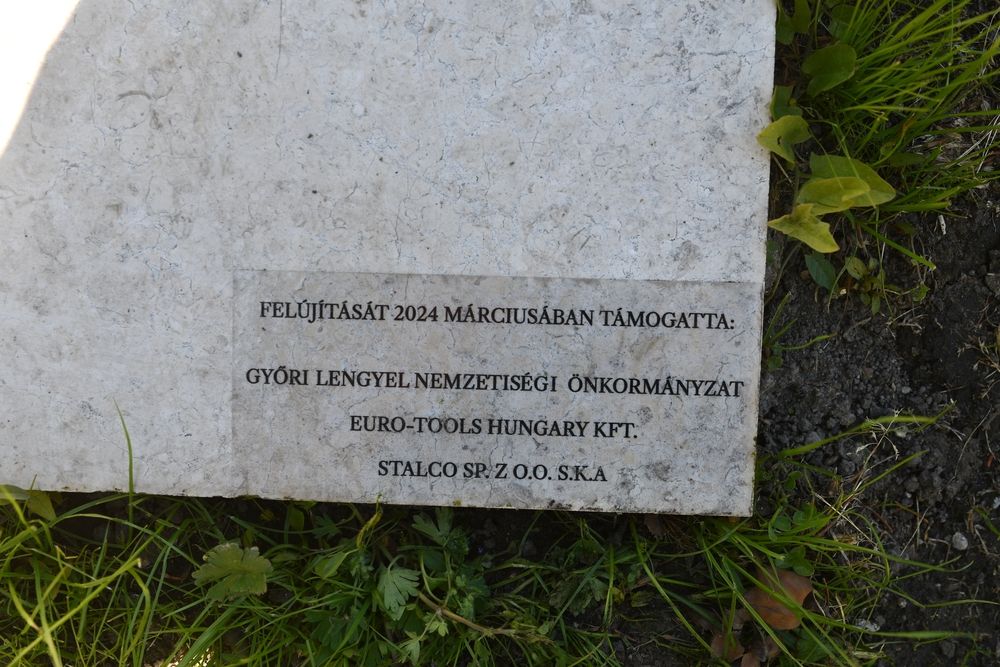 FELÚJÍTÁSÁT 2024 MÁRCIUSÁBAN TÁMOGATTA:
GYŐRI LENGYEL NEMZETISÉGI ÖNKORMÁNYZAT
EURO-TOOLS HUNGARY KFT.
STALCO SP. Z O.O. S.K.A